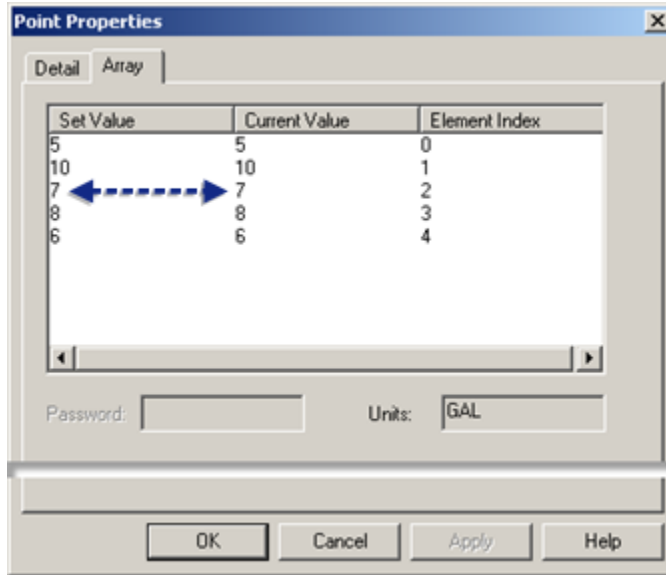 Point Properties
Detail Array
Set Value Current Value Element Index
5 5 0
10 10 1
7 7 2
8 8 3
6 6 4
Password: Units: GAL
OK Cancel Apply Help